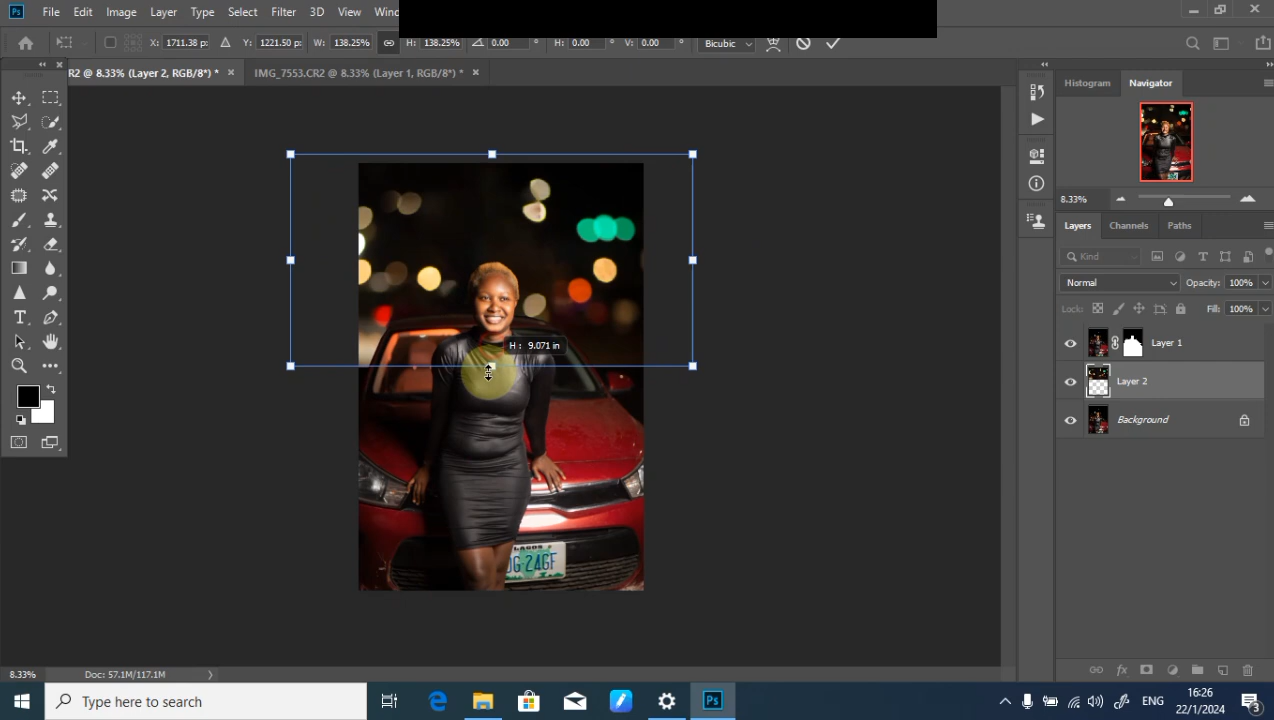 Ps File Edit Image Layer Type Select Filter 3D View Wind
X: 1711.38 p: Y: 1221.50 p: W: 138.25% H: 138.25% 0.00 ° H: 0.00 ° V: 0.00 ° Bicubic
R2 @ 8.33% (Layer 2, RGB/8*) * × IMG_7553.CR2 @ 8.33% (Layer 1, RGB/8*) * ×
Histogram Navigator
8.33%
Layers Channels Paths
Kind
Normal Opacity: 100%
Lock: Fill: 100%
Layer 1
Layer 2
Background
H : 9.071 in
LAGOS
8.33% Doc: 57.1M/117.1M
Type here to search
Ps
ENG
16:26
22/1/2024
3